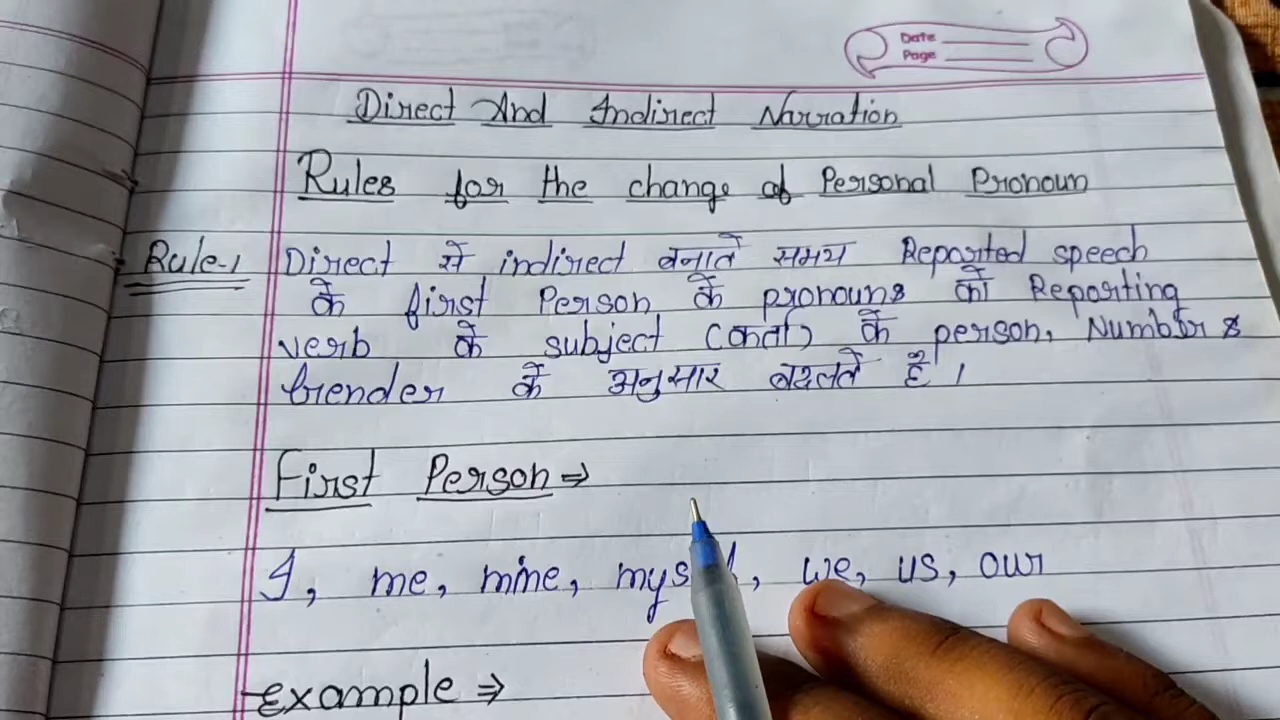 Date
Page
Direct And Indirect Narration
Rules for the change of Personal Pronoun
Rule-1 Direct से indirect बनाते समय Reported speech
के first Person के pronouns को Reporting
verb के subject (कर्ता) के person, Number &
Gender के अनुसार बदलते हैं ।
First Person ⇒
I, me, mine, we, us, our
Example ⇒